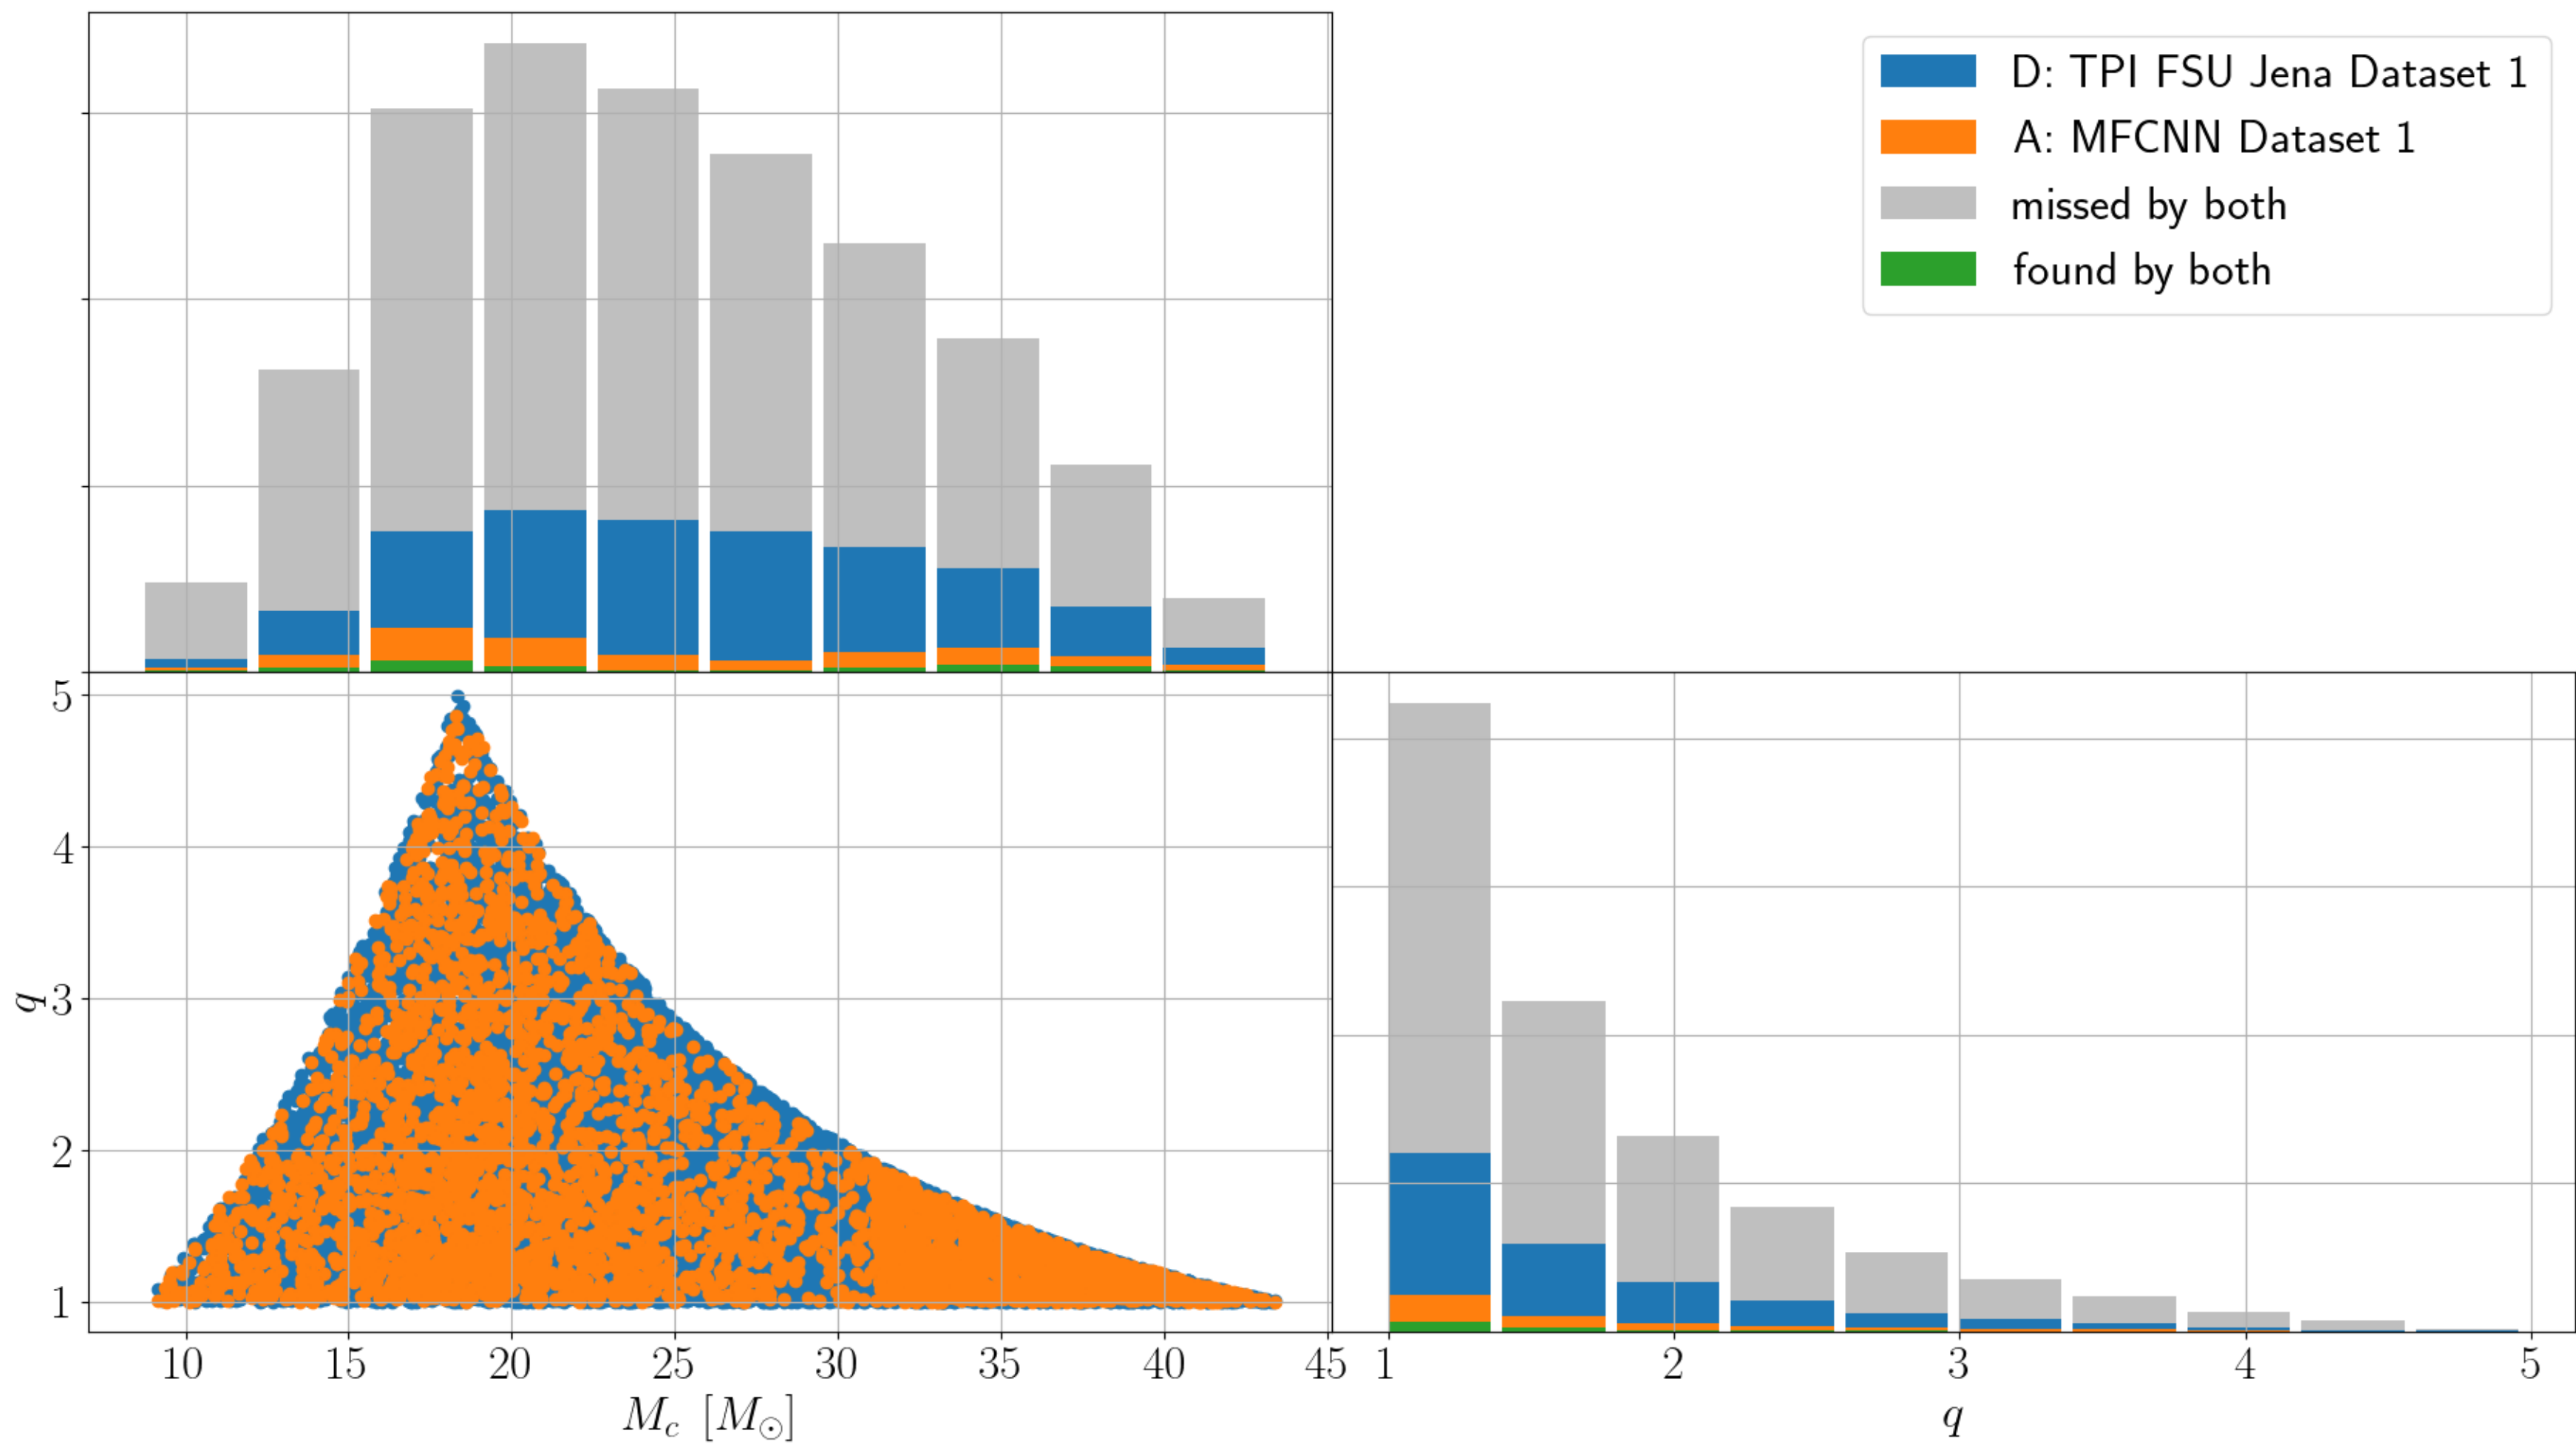 D: TPI FSU Jena Dataset 1
A: MFCNN Dataset 1
missed by both
found by both
5
4
3
2
1
q
10 15 20 25 30 35 40 45
M_c [M_⊙]
1 2 3 4 5
q